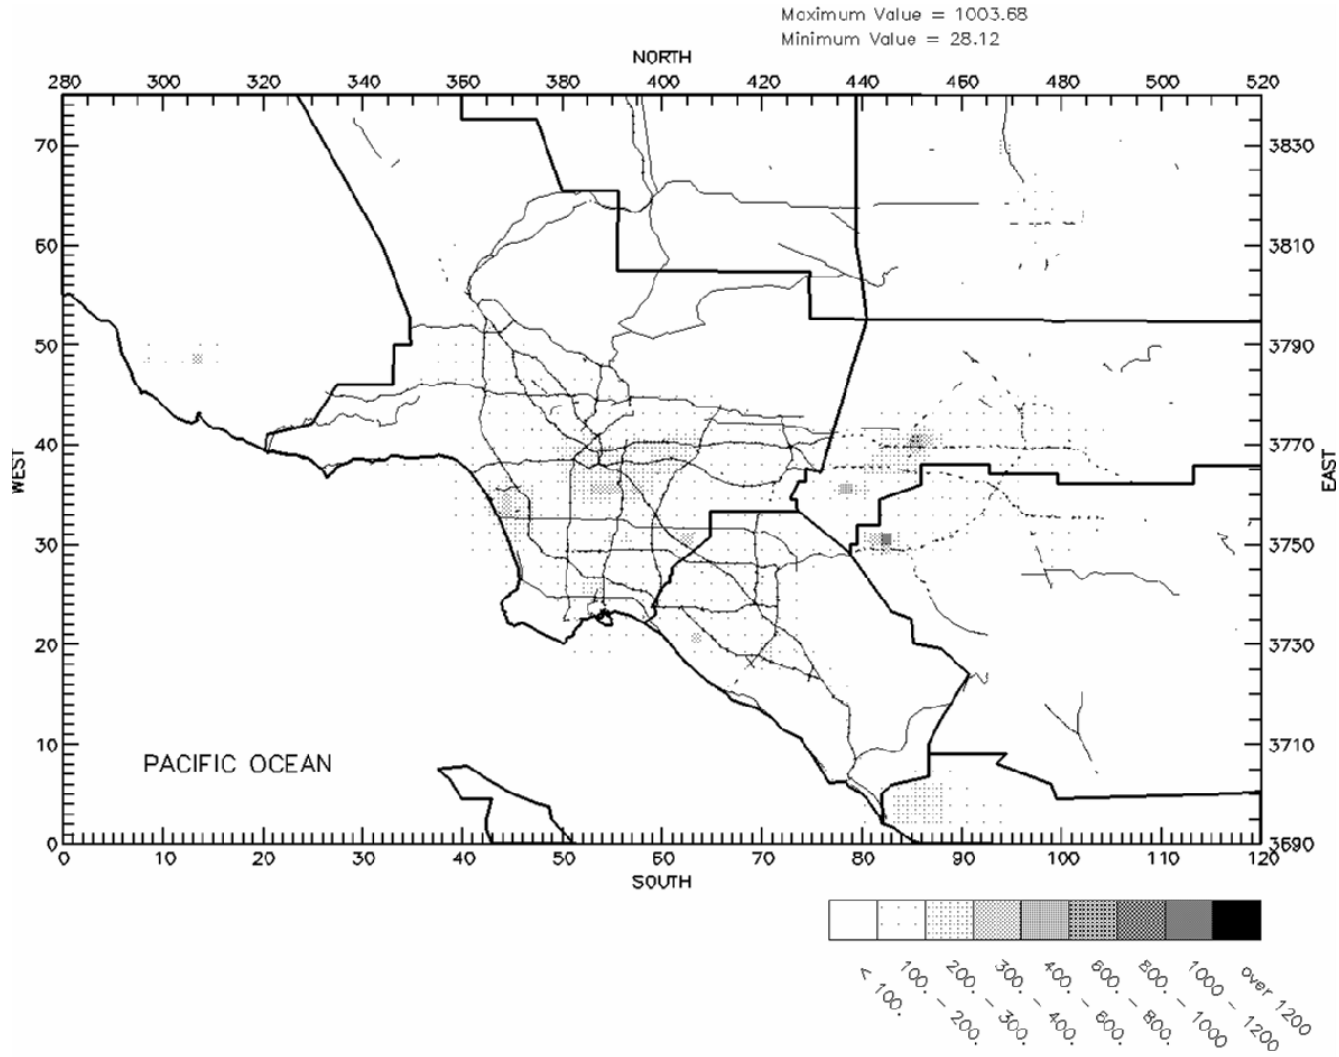 Maximum Value = 1003.68
Minimum Value = 28.12
NORTH
280 300 320 340 360 380 400 420 440 460 480 500 520
70 3830
60 3810
50 3790
40 3770
WEST EAST
30 3750
20 3730
10 3710
PACIFIC OCEAN
0 3690
0 10 20 30 40 50 60 70 80 90 100 110 120
SOUTH
< 100.
100. - 200.
200. - 300.
300. - 400.
400. - 600.
600. - 800.
800. - 1000
1000 - 1200
over 1200